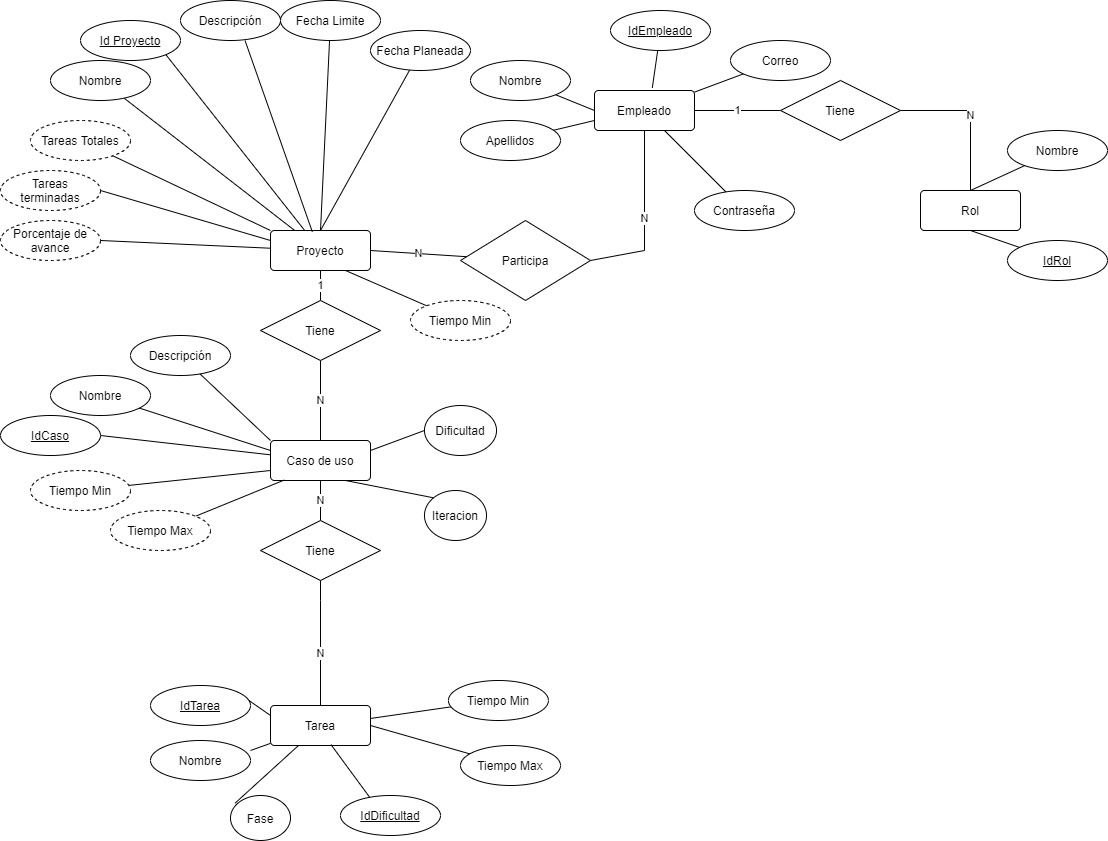 Descripción
Fecha Limite
Id Proyecto
Fecha Planeada
Nombre
Tareas Totales
Tareas
terminadas
Porcentaje de
avance
Proyecto
N
Participa
N
1
Tiempo Min
Tiene
N
IdEmpleado
Correo
Nombre
Empleado
1
Tiene
N
Apellidos
Contraseña
Nombre
Rol
IdRol
Descripción
Nombre
IdCaso
Dificultad
Caso de uso
Tiempo Min
Tiempo Max
N
Iteracion
Tiene
N
IdTarea
Tiempo Min
Tarea
Nombre
Tiempo Max
Fase
IdDificultad